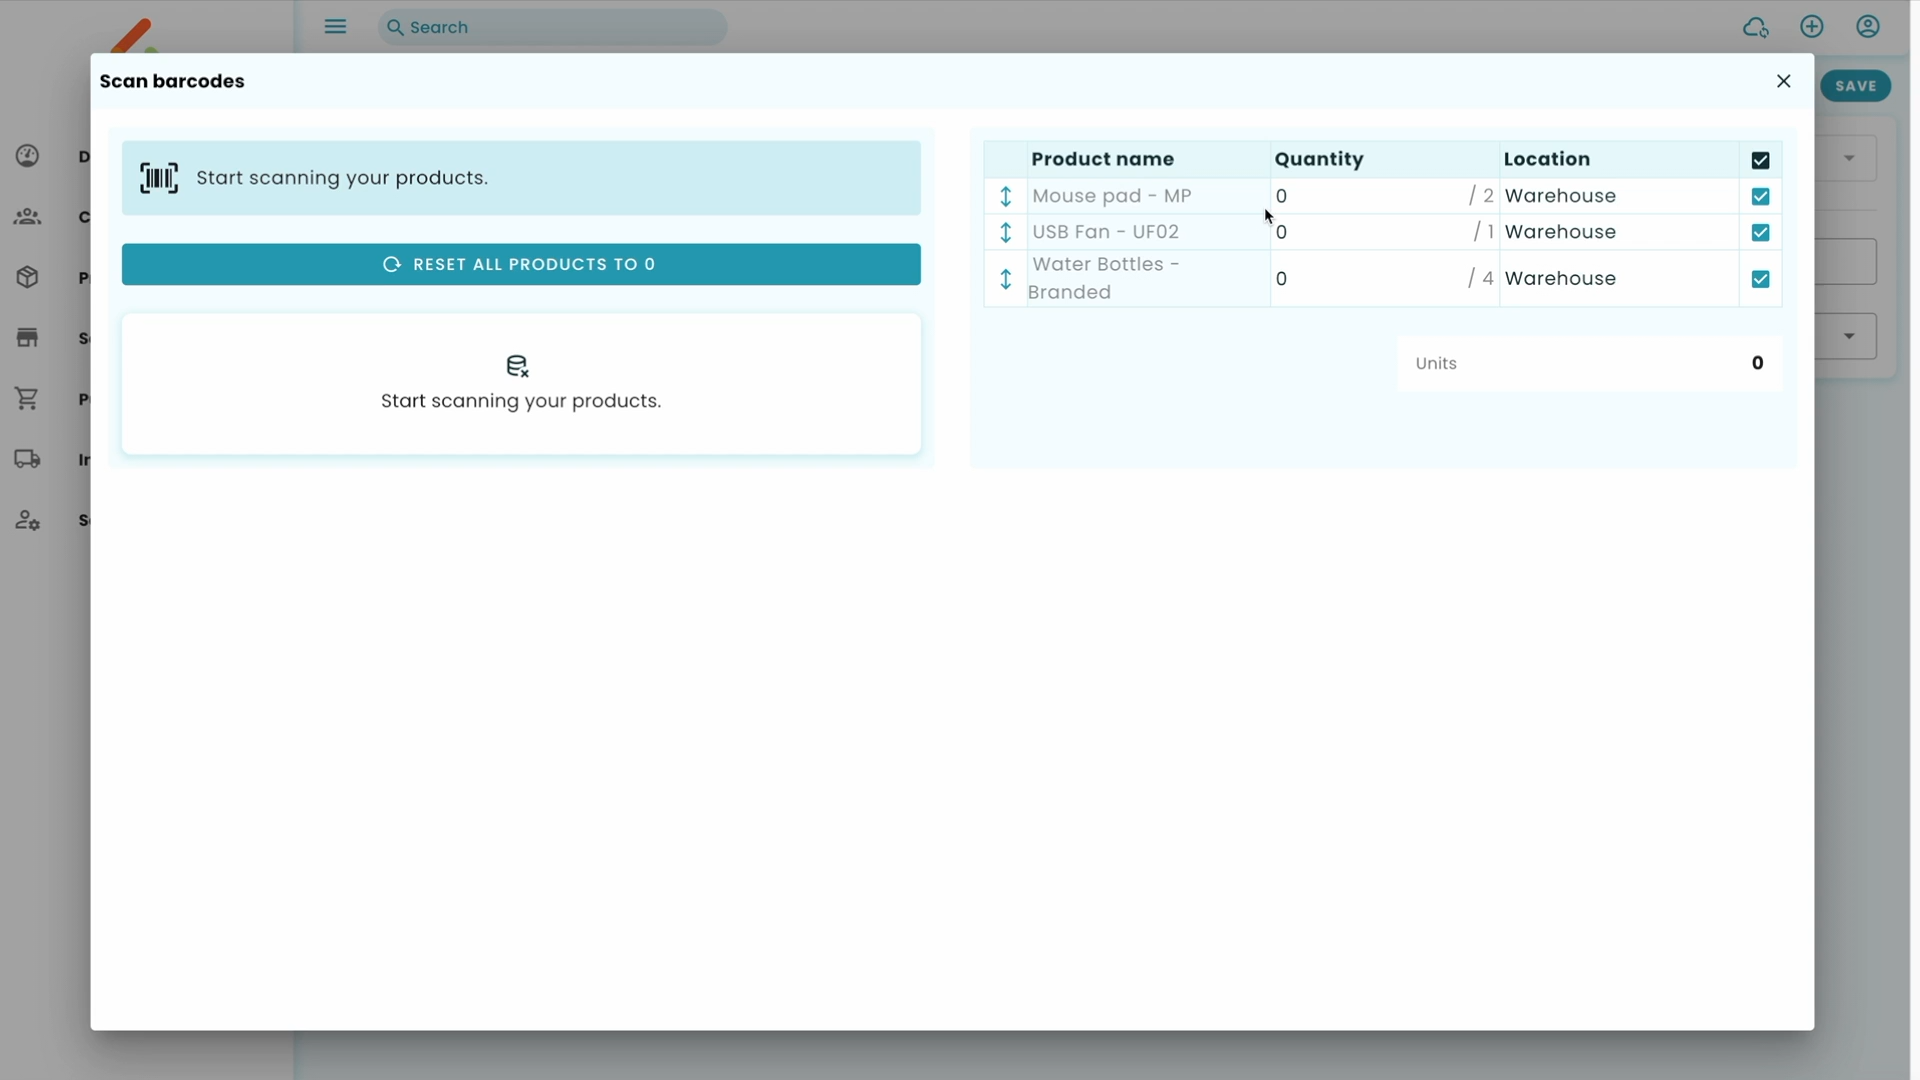 Search
Scan barcodes
SAVE
Start scanning your products.
RESET ALL PRODUCTS TO 0
Start scanning your products.
Product name Quantity Location
Mouse pad - MP 0 / 2 Warehouse
USB Fan - UF02 0 / 1 Warehouse
Water Bottles -
Branded 0 / 4 Warehouse
Units 0